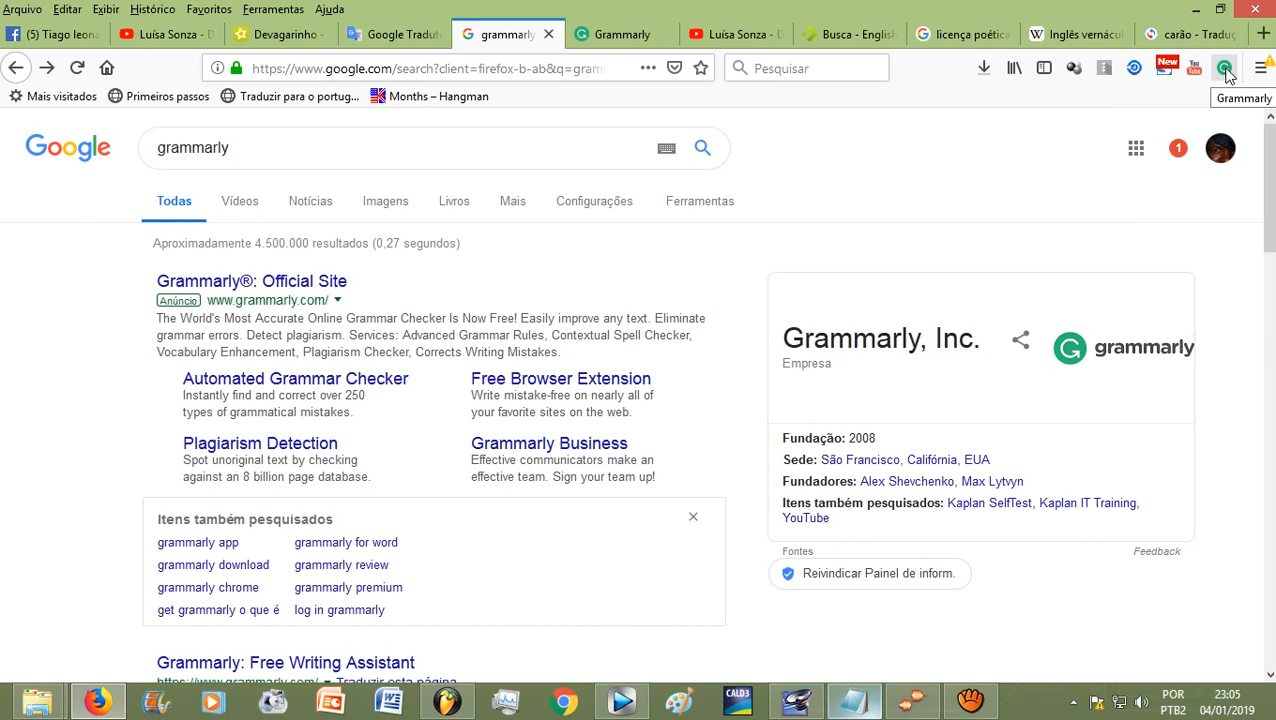 Arquivo Editar Exibir Histórico Favoritos Ferramentas Ajuda
(5) Tiago leona
Luísa Sonza - D
Devagarinho -
Google Tradut
grammarly
Grammarly
Luísa Sonza - D
Busca - English
licença poética
Inglês vernácul
carão - Traduç
https://www.google.com/search?client=firefox-b-ab&q=gram
Pesquisar
New
You
Mais visitados Primeiros passos Traduzir para o portug... Months – Hangman
Grammarly
Google
grammarly
1
Todas Vídeos Notícias Imagens Livros Mais Configurações Ferramentas
Aproximadamente 4.500.000 resultados (0,27 segundos)
Grammarly®: Official Site
Anúncio www.grammarly.com/
The World's Most Accurate Online Grammar Checker Is Now Free! Easily improve any text. Eliminate
grammar errors. Detect plagiarism. Services: Advanced Grammar Rules, Contextual Spell Checker,
Vocabulary Enhancement, Plagiarism Checker, Corrects Writing Mistakes.
Automated Grammar Checker
Instantly find and correct over 250
types of grammatical mistakes.
Free Browser Extension
Write mistake-free on nearly all of
your favorite sites on the web.
Plagiarism Detection
Spot unoriginal text by checking
against an 8 billion page database.
Grammarly Business
Effective communicators make an
effective team. Sign your team up!
Itens também pesquisados
grammarly app
grammarly for word
grammarly download
grammarly review
grammarly chrome
grammarly premium
get grammarly o que é
log in grammarly
Grammarly: Free Writing Assistant
https://www.grammarly.com/ Traduzir esta página
Grammarly, Inc.
Empresa
grammarly
Fundação: 2008
Sede: São Francisco, Califórnia, EUA
Fundadores: Alex Shevchenko, Max Lytvyn
Itens também pesquisados: Kaplan SelfTest, Kaplan IT Training,
YouTube
Fontes
Feedback
Reivindicar Painel de inform.
CALD3
POR
PTB2
23:05
04/01/2019